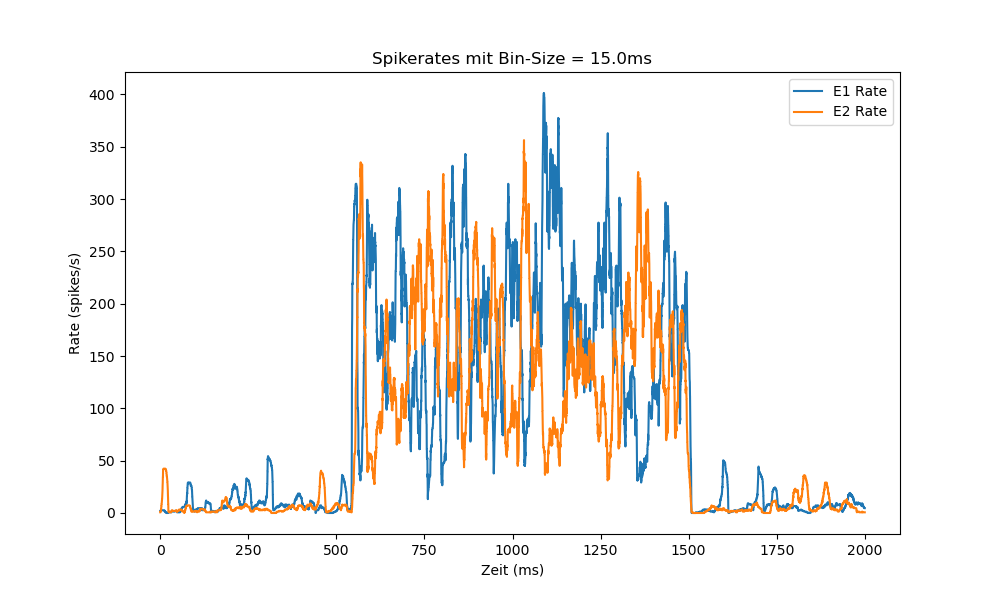 Spikerates mit Bin-Size = 15.0ms
E1 Rate
E2 Rate
400
350
300
250
200
150
100
50
0
Rate (spikes/s)
0 250 500 750 1000 1250 1500 1750 2000
Zeit (ms)